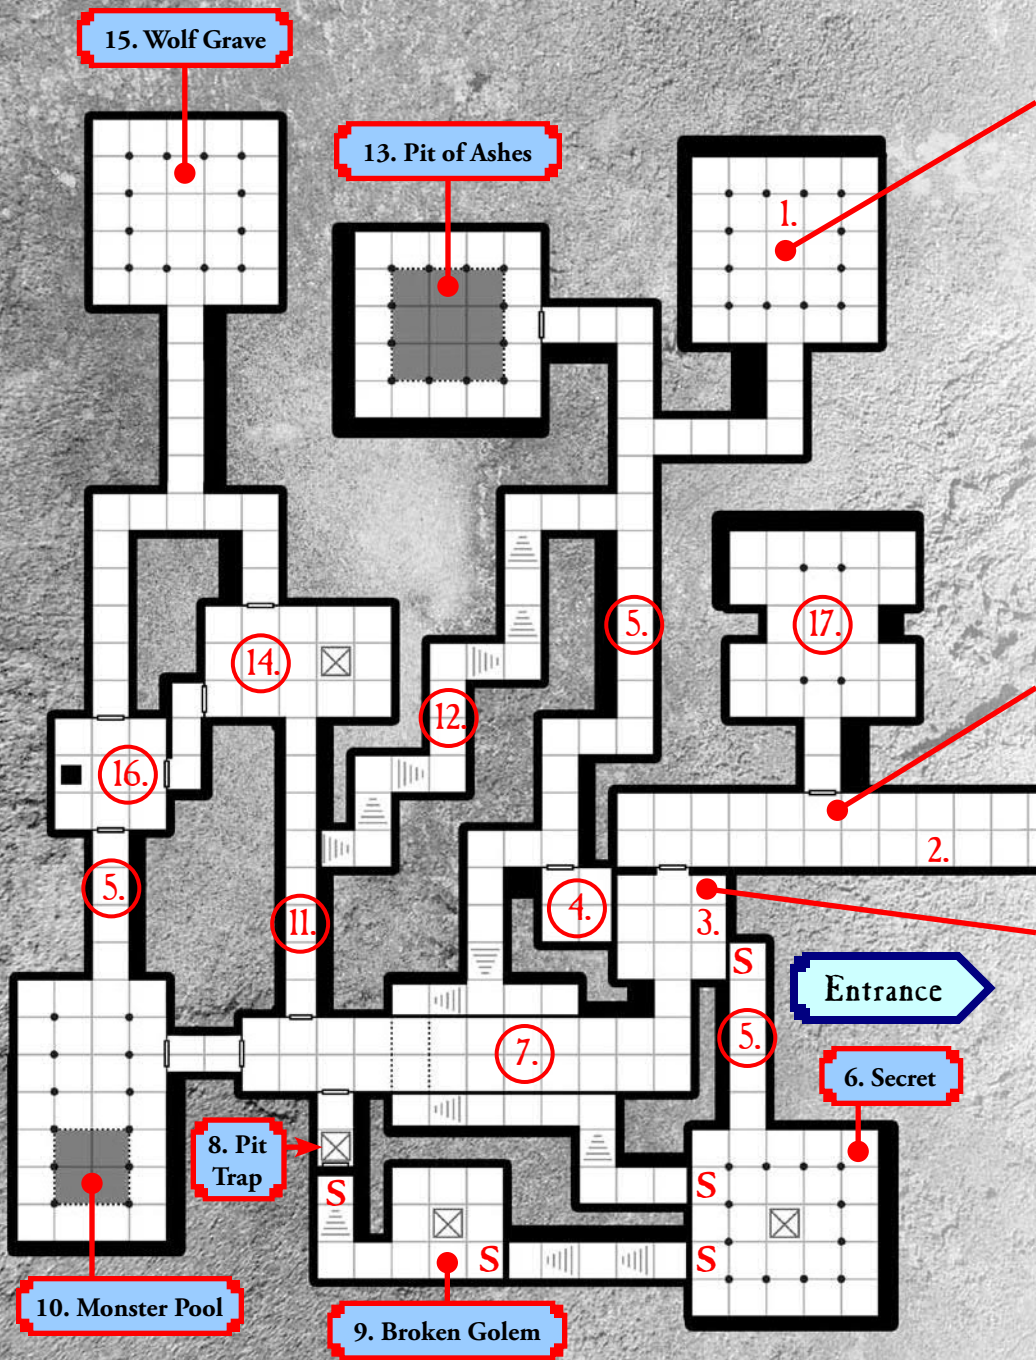 15. Wolf Grave
13. Pit of Ashes
1.
5.
17.
14.
12.
16.
2.
5.
4.
3.
11.
S
Entrance
7.
5.
6. Secret
8. Pit
Trap
S
S
S
S
10. Monster Pool
9. Broken Golem